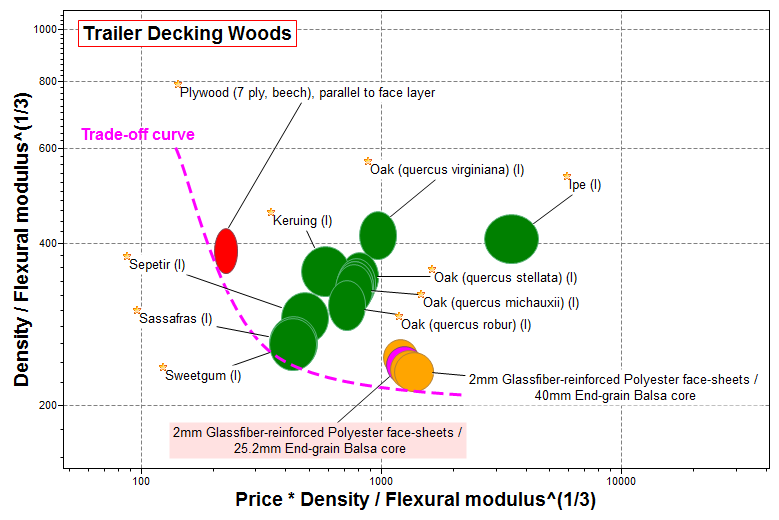 Trailer Decking Woods
Density / Flexural modulus^(1/3)
1000
800
600
400
200
Plywood (7 ply, beech), parallel to face layer
Trade-off curve
Oak (quercus virginiana) (l)
Ipe (l)
Keruing (l)
Sepetir (l)
Oak (quercus stellata) (l)
Oak (quercus michauxii) (l)
Sassafras (l)
Oak (quercus robur) (l)
Sweetgum (l)
2mm Glassfiber-reinforced Polyester face-sheets /
40mm End-grain Balsa core
2mm Glassfiber-reinforced Polyester face-sheets /
25.2mm End-grain Balsa core
100
1000
10000
Price * Density / Flexural modulus^(1/3)